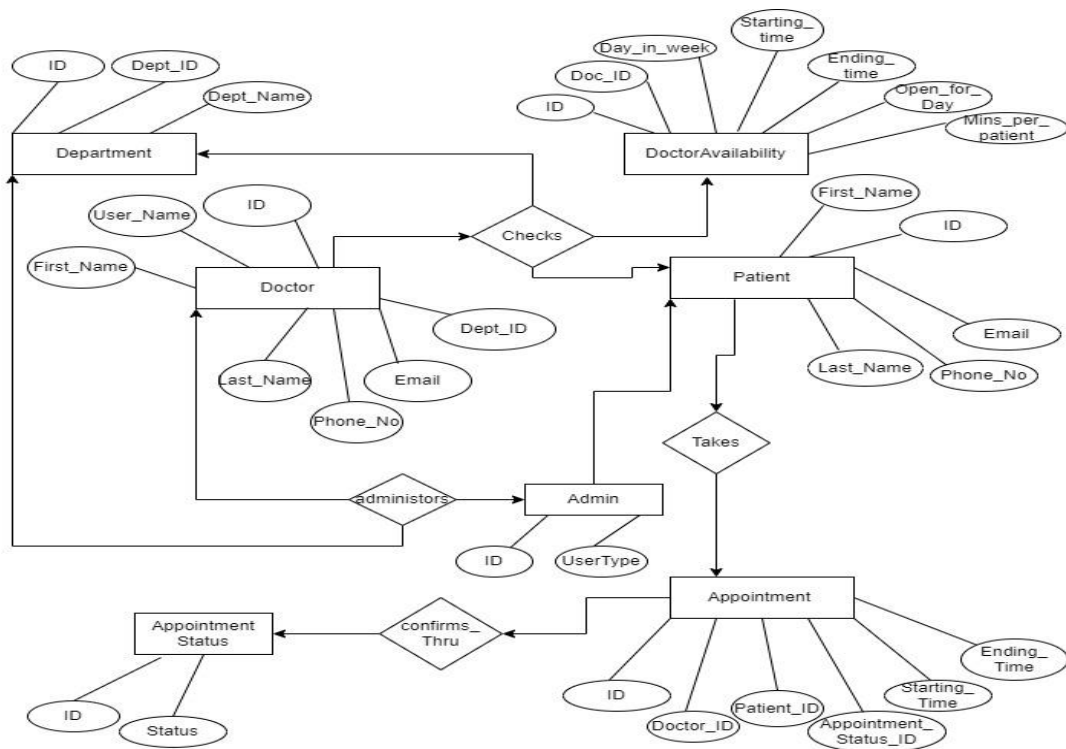 ID
Dept_ID
Dept_Name
Department
Starting_
time
Day_in_week
Ending_
time
Doc_ID
Open_for_
Day
ID
Mins_per_
patient
DoctorAvailability
ID
User_Name
First_Name
Doctor
Dept_ID
Last_Name
Email
Phone_No
Checks
First_Name
ID
Patient
Email
Last_Name
Phone_No
Takes
administors
Admin
ID
UserType
Appointment
Status
ID
Status
confirms_
Thru
Appointment
Ending_
Time
ID
Starting_
Time
Patient_ID
Doctor_ID
Appointment_
Status_ID